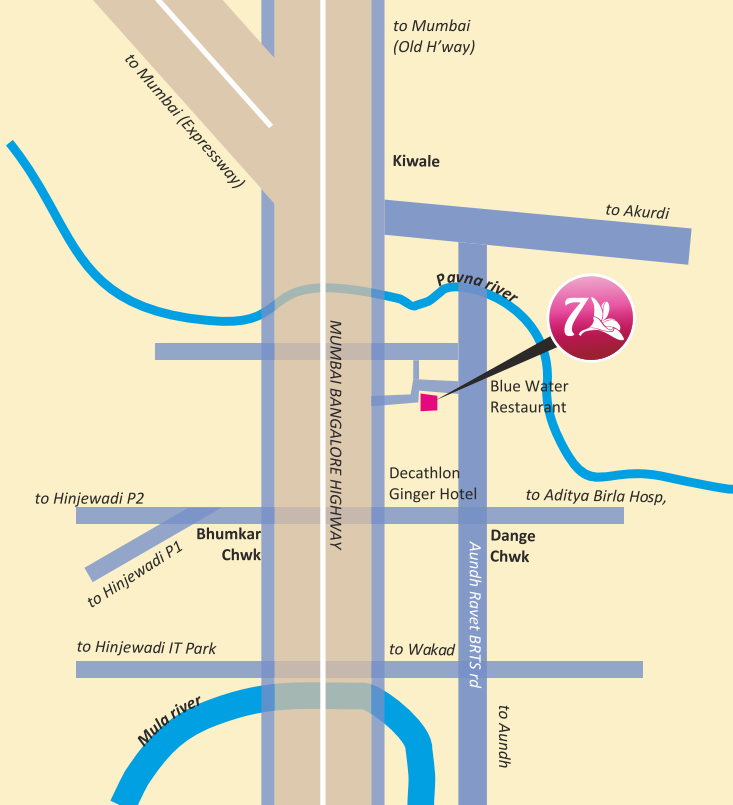 to Mumbai
(Old H'way)
to Mumbai (Expressway)
Kiwale
to Akurdi
Pavna river
7
MUMBAI BANGALORE HIGHWAY
Blue Water
Restaurant
Decathlon
Ginger Hotel
to Hinjewadi P2
to Aditya Birla Hosp,
Bhumkar
Chwk
Dange
Chwk
to Hinjewadi P1
Aundh Ravet BRTS rd
to Hinjewadi IT Park
to Wakad
Mula river
to Aundh